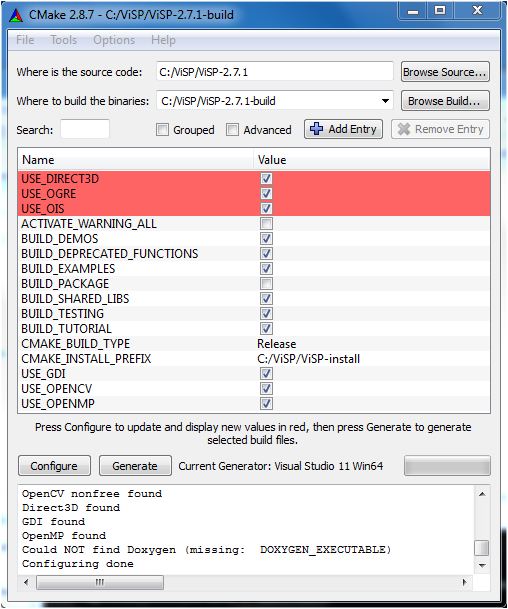 CMake 2.8.7 - C:/ViSP/ViSP-2.7.1-build
File Tools Options Help
Where is the source code: C:/ViSP/ViSP-2.7.1 Browse Source...
Where to build the binaries: C:/ViSP/ViSP-2.7.1-build Browse Build...
Search: Grouped Advanced Add Entry Remove Entry
Name Value
USE_DIRECT3D
USE_OGRE
USE_OIS
ACTIVATE_WARNING_ALL
BUILD_DEMOS
BUILD_DEPRECATED_FUNCTIONS
BUILD_EXAMPLES
BUILD_PACKAGE
BUILD_SHARED_LIBS
BUILD_TESTING
BUILD_TUTORIAL
CMAKE_BUILD_TYPE Release
CMAKE_INSTALL_PREFIX C:/ViSP/ViSP-install
USE_GDI
USE_OPENCV
USE_OPENMP
Press Configure to update and display new values in red, then press Generate to generate
selected build files.
Configure Generate Current Generator: Visual Studio 11 Win64
OpenCV nonfree found
Direct3D found
GDI found
OpenMP found
Could NOT find Doxygen (missing: DOXYGEN_EXECUTABLE)
Configuring done